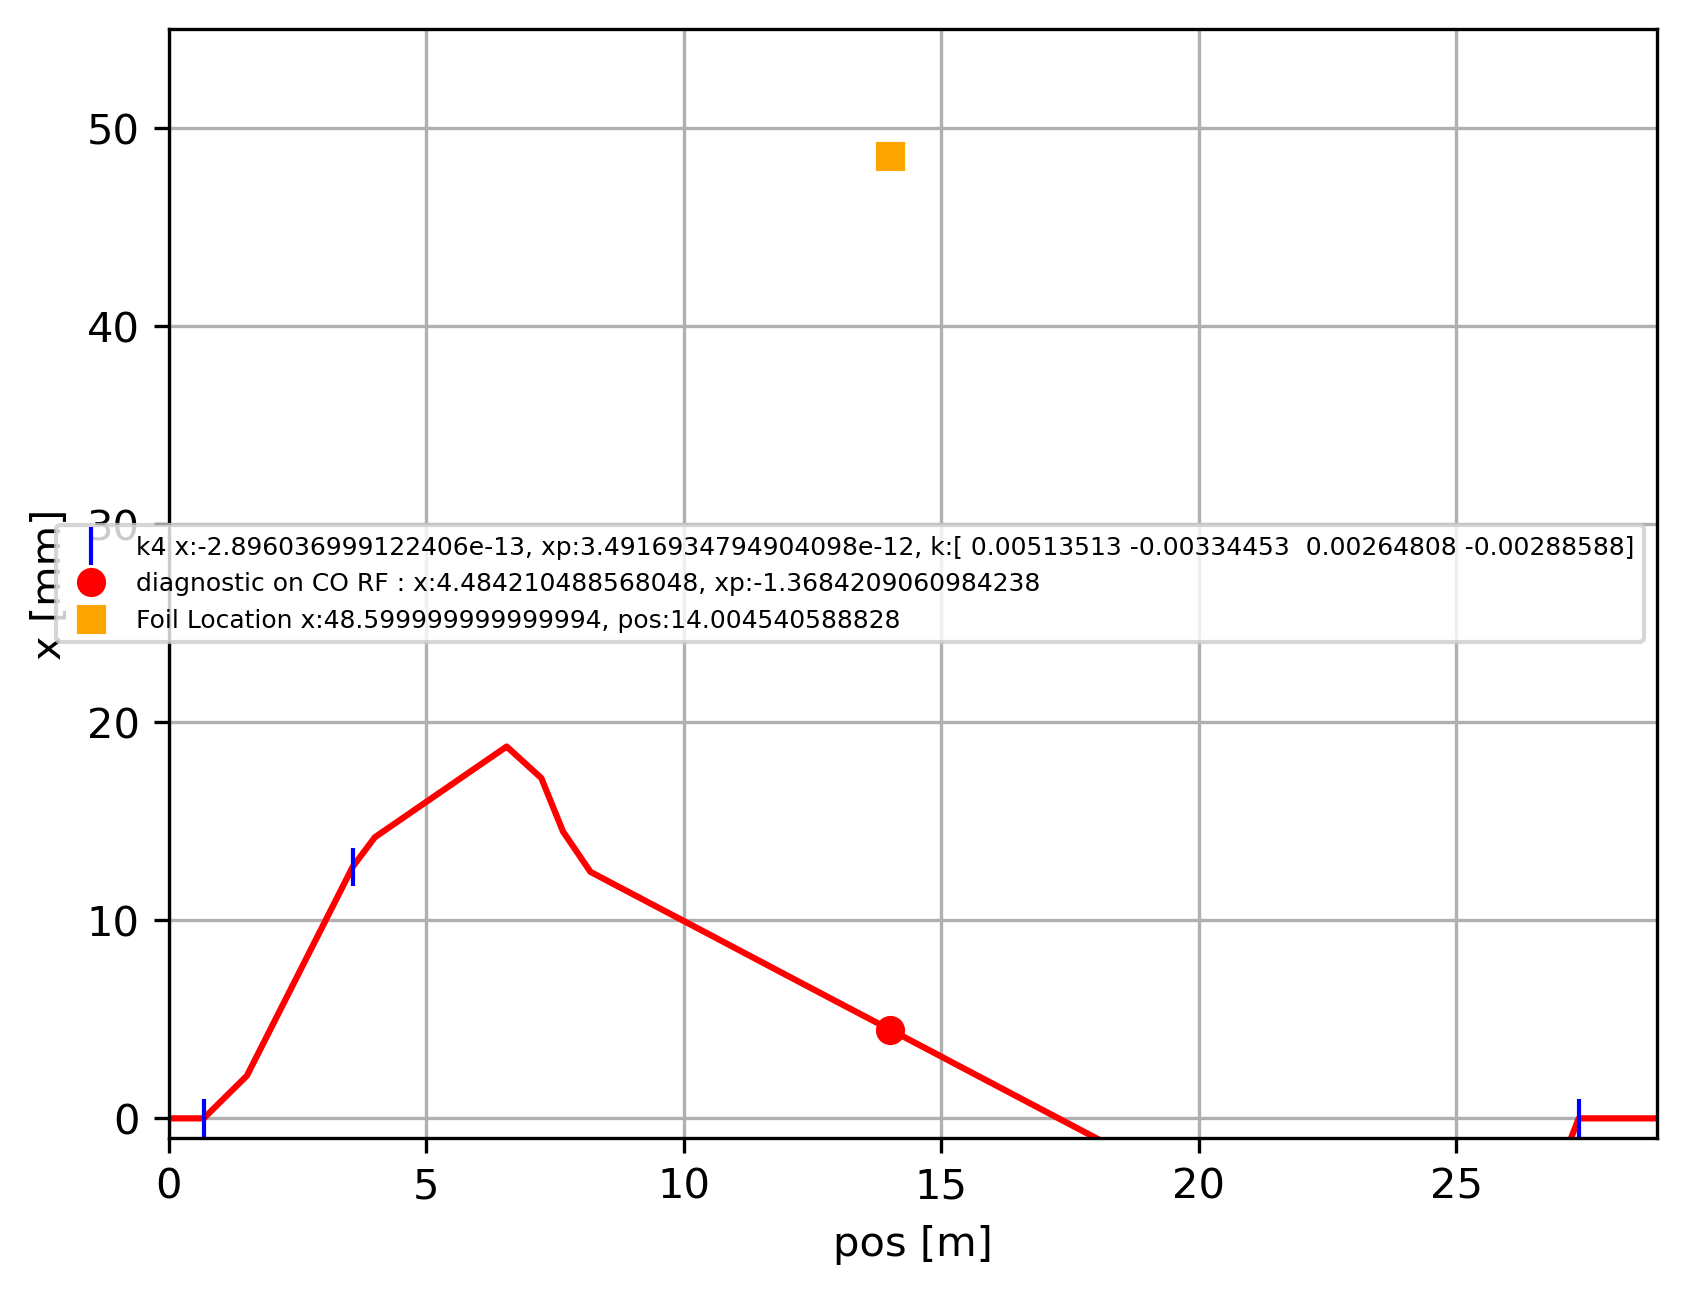 50
40
30
20
10
0
x [mm]
k4 x:-2.896036999122406e-13, xp:3.4916934794904098e-12, k:[ 0.00513513 -0.00334453  0.00264808 -0.00288588]
diagnostic on CO RF : x:4.484210488568048, xp:-1.3684209060984238
Foil Location x:48.599999999999994, pos:14.004540588828
0 5 10 15 20 25
pos [m]